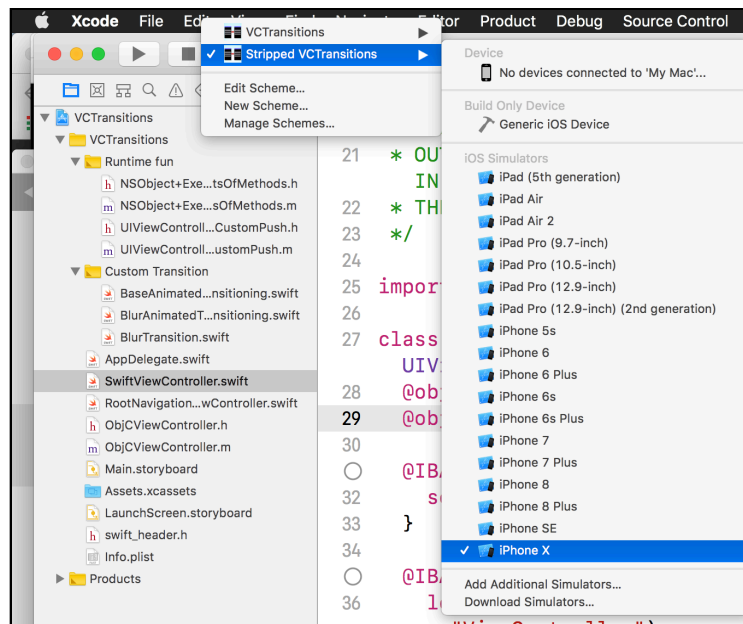 Xcode File Product Debug Source Control
VCTransitions
Stripped VCTransitions
Edit Scheme...
New Scheme...
Manage Schemes...
Device
No devices connected to 'My Mac'...
Build Only Device
Generic iOS Device
iOS Simulators
iPad (5th generation)
iPad Air
iPad Air 2
iPad Pro (9.7-inch)
iPad Pro (10.5-inch)
iPad Pro (12.9-inch)
iPad Pro (12.9-inch) (2nd generation)
iPhone 5s
iPhone 6
iPhone 6 Plus
iPhone 6s
iPhone 6s Plus
iPhone 7
iPhone 7 Plus
iPhone 8
iPhone 8 Plus
iPhone SE
iPhone X
Add Additional Simulators...
Download Simulators...
VCTransitions
VCTransitions
Runtime fun
h NSObject+Exe...tsOfMethods.h
m NSObject+Exe...sOfMethods.m
h UIViewControll...CustomPush.h
m UIViewControll...ustomPush.m
Custom Transition
BaseAnimated...nsitioning.swift
BlurAnimatedT...nsitioning.swift
BlurTransition.swift
AppDelegate.swift
SwiftViewController.swift
RootNavigation...wController.swift
h ObjCViewController.h
m ObjCViewController.m
Main.storyboard
Assets.xcassets
LaunchScreen.storyboard
h swift_header.h
Info.plist
Products
21 * OU
IN
22 * TH
23 */
24
25 impor
26
27 class
UIV
28 @ob
29 @ob
30
@IBA
32 s
33 }
34
@IBA
36 l